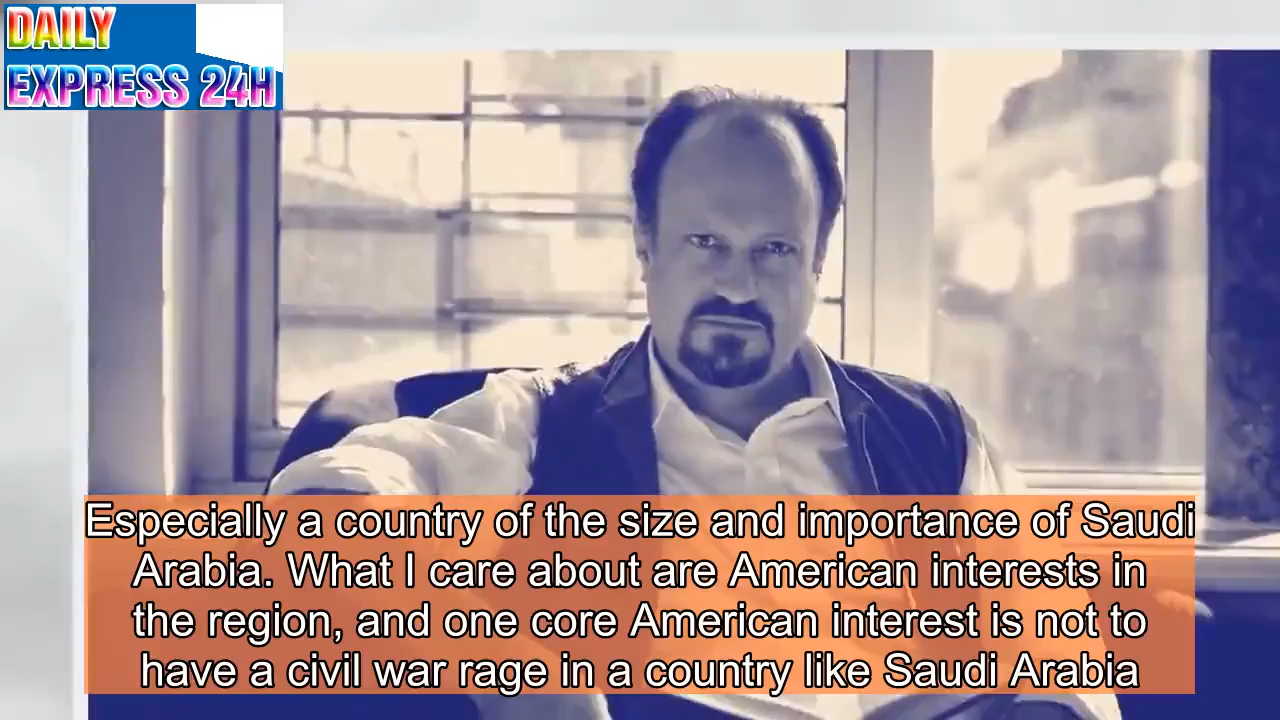 DAILY
EXPRESS 24H
Especially a country of the size and importance of Saudi
Arabia. What I care about are American interests in
the region, and one core American interest is not to
have a civil war rage in a country like Saudi Arabia